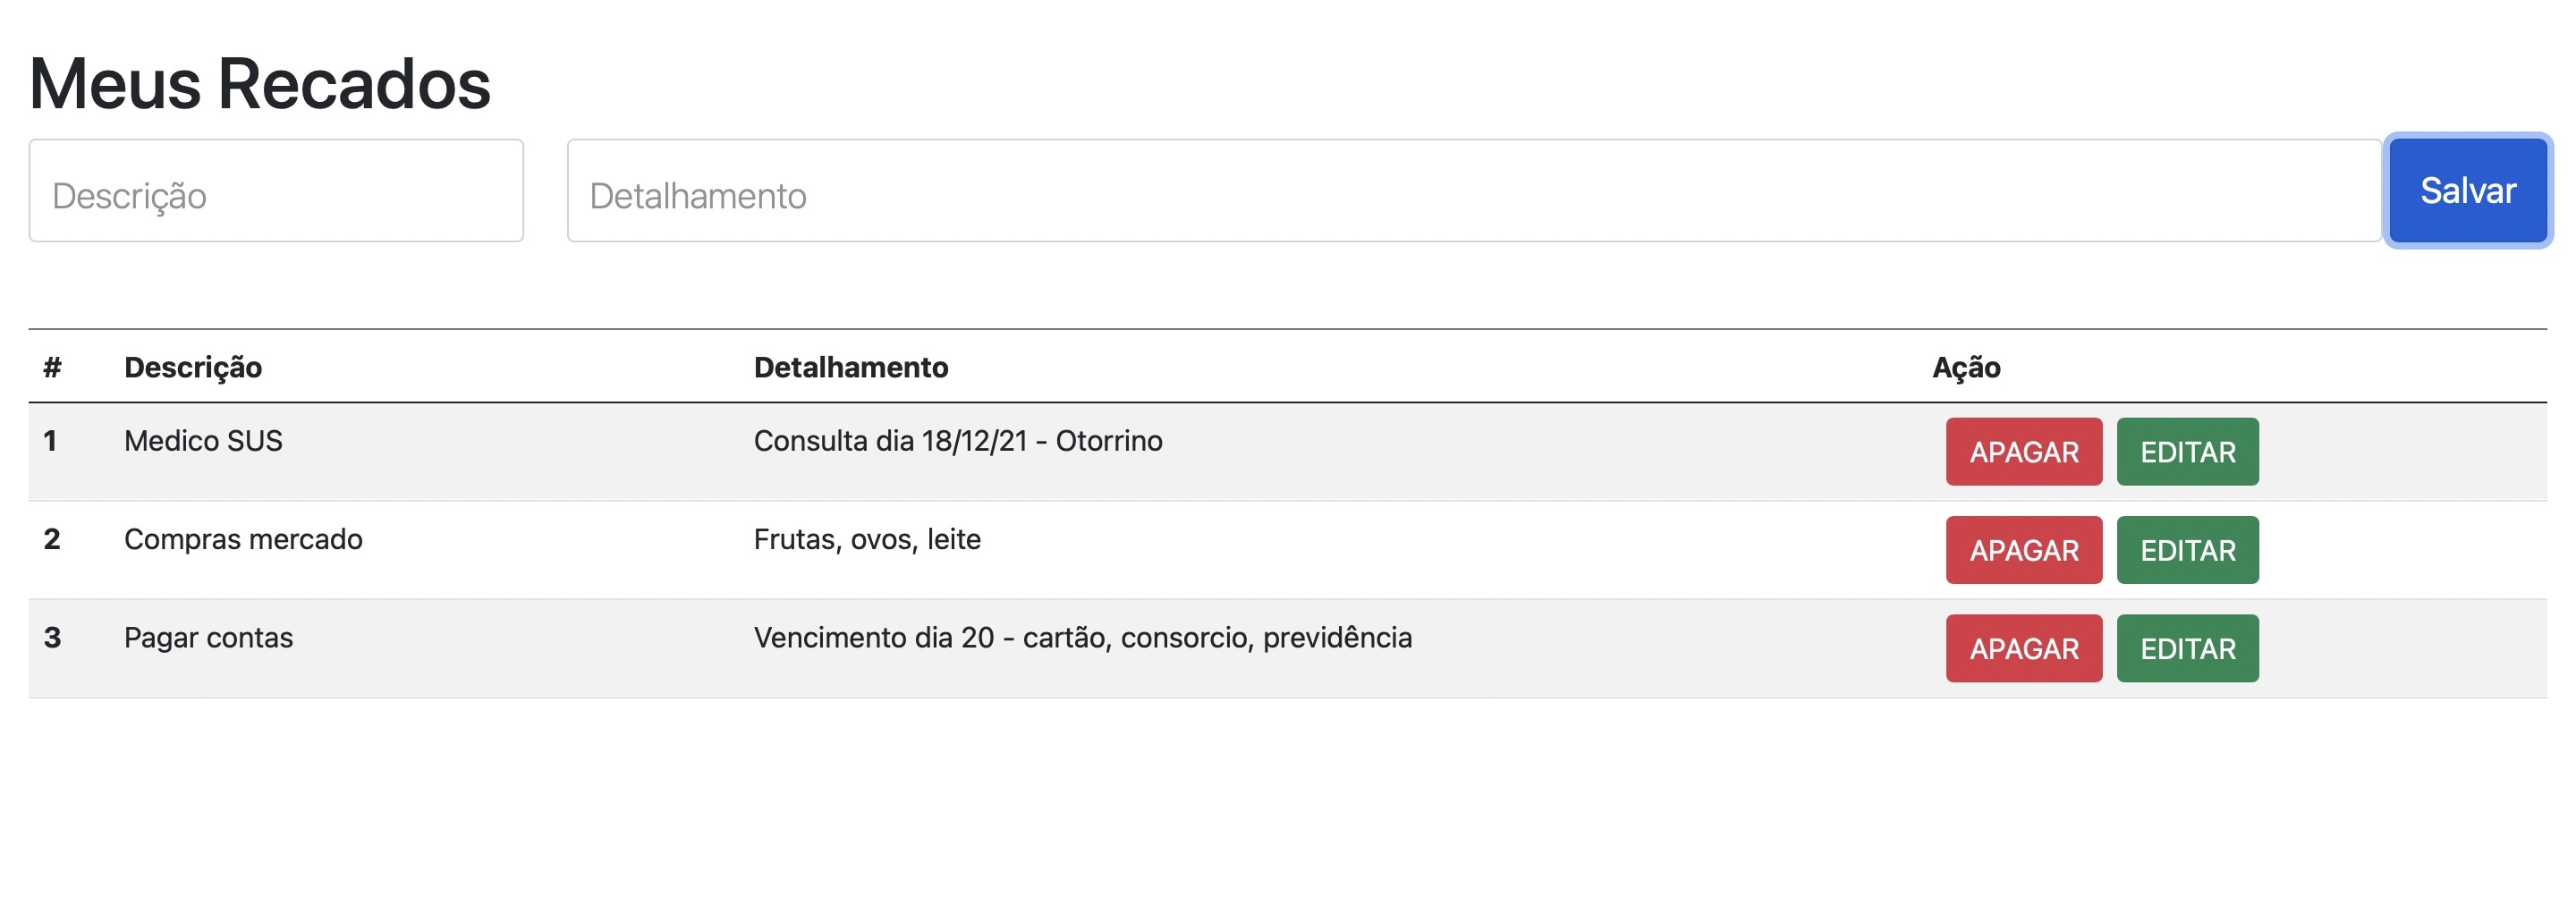 Meus Recados
Descrição Detalhamento Salvar
# Descrição Detalhamento Ação
1 Medico SUS Consulta dia 18/12/21 - Otorrino APAGAR EDITAR
2 Compras mercado Frutas, ovos, leite APAGAR EDITAR
3 Pagar contas Vencimento dia 20 - cartão, consorcio, previdência APAGAR EDITAR